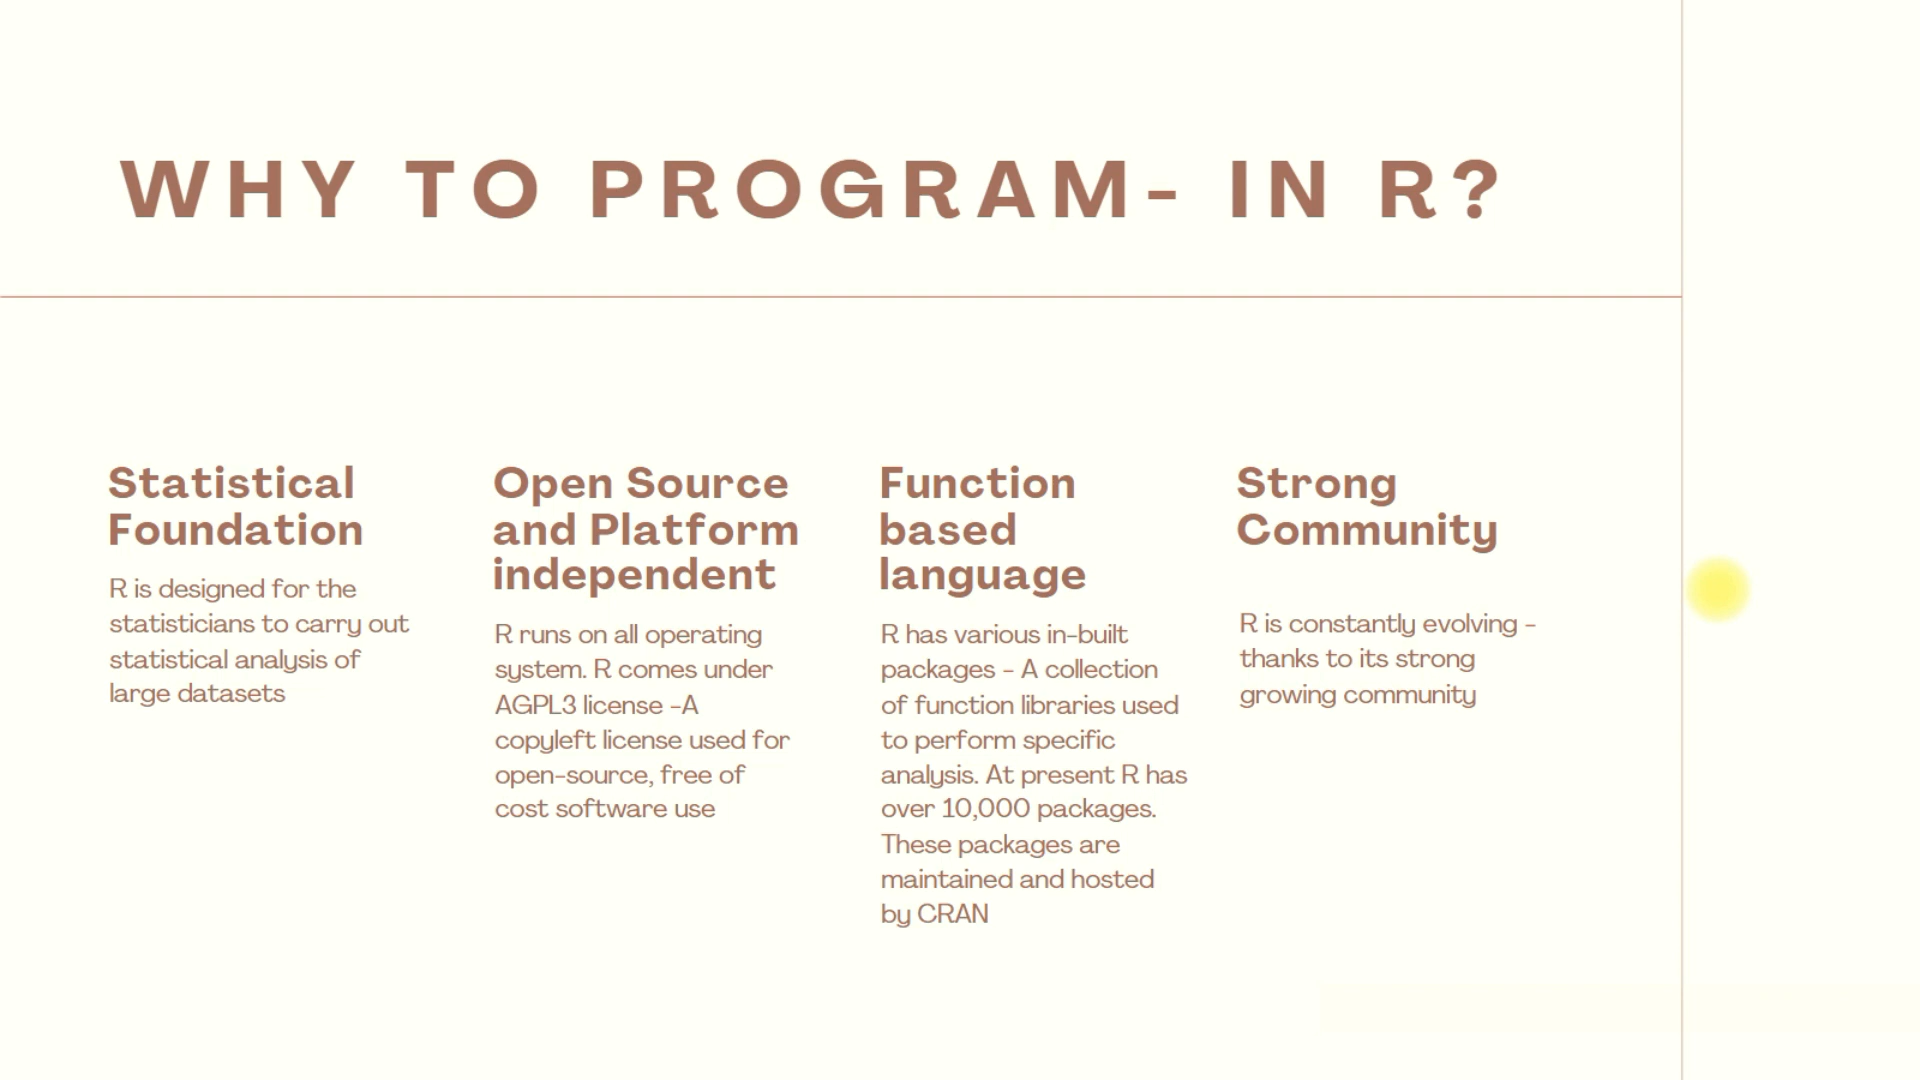 WHY TO PROGRAM- IN R?
Statistical
Foundation
R is designed for the
statisticians to carry out
statistical analysis of
large datasets
Open Source
and Platform
independent
R runs on all operating
system. R comes under
AGPL3 license -A
copyleft license used for
open-source, free of
cost software use
Function
based
language
R has various in-built
packages - A collection
of function libraries used
to perform specific
analysis. At present R has
over 10,000 packages.
These packages are
maintained and hosted
by CRAN
Strong
Community
R is constantly evolving -
thanks to its strong
growing community